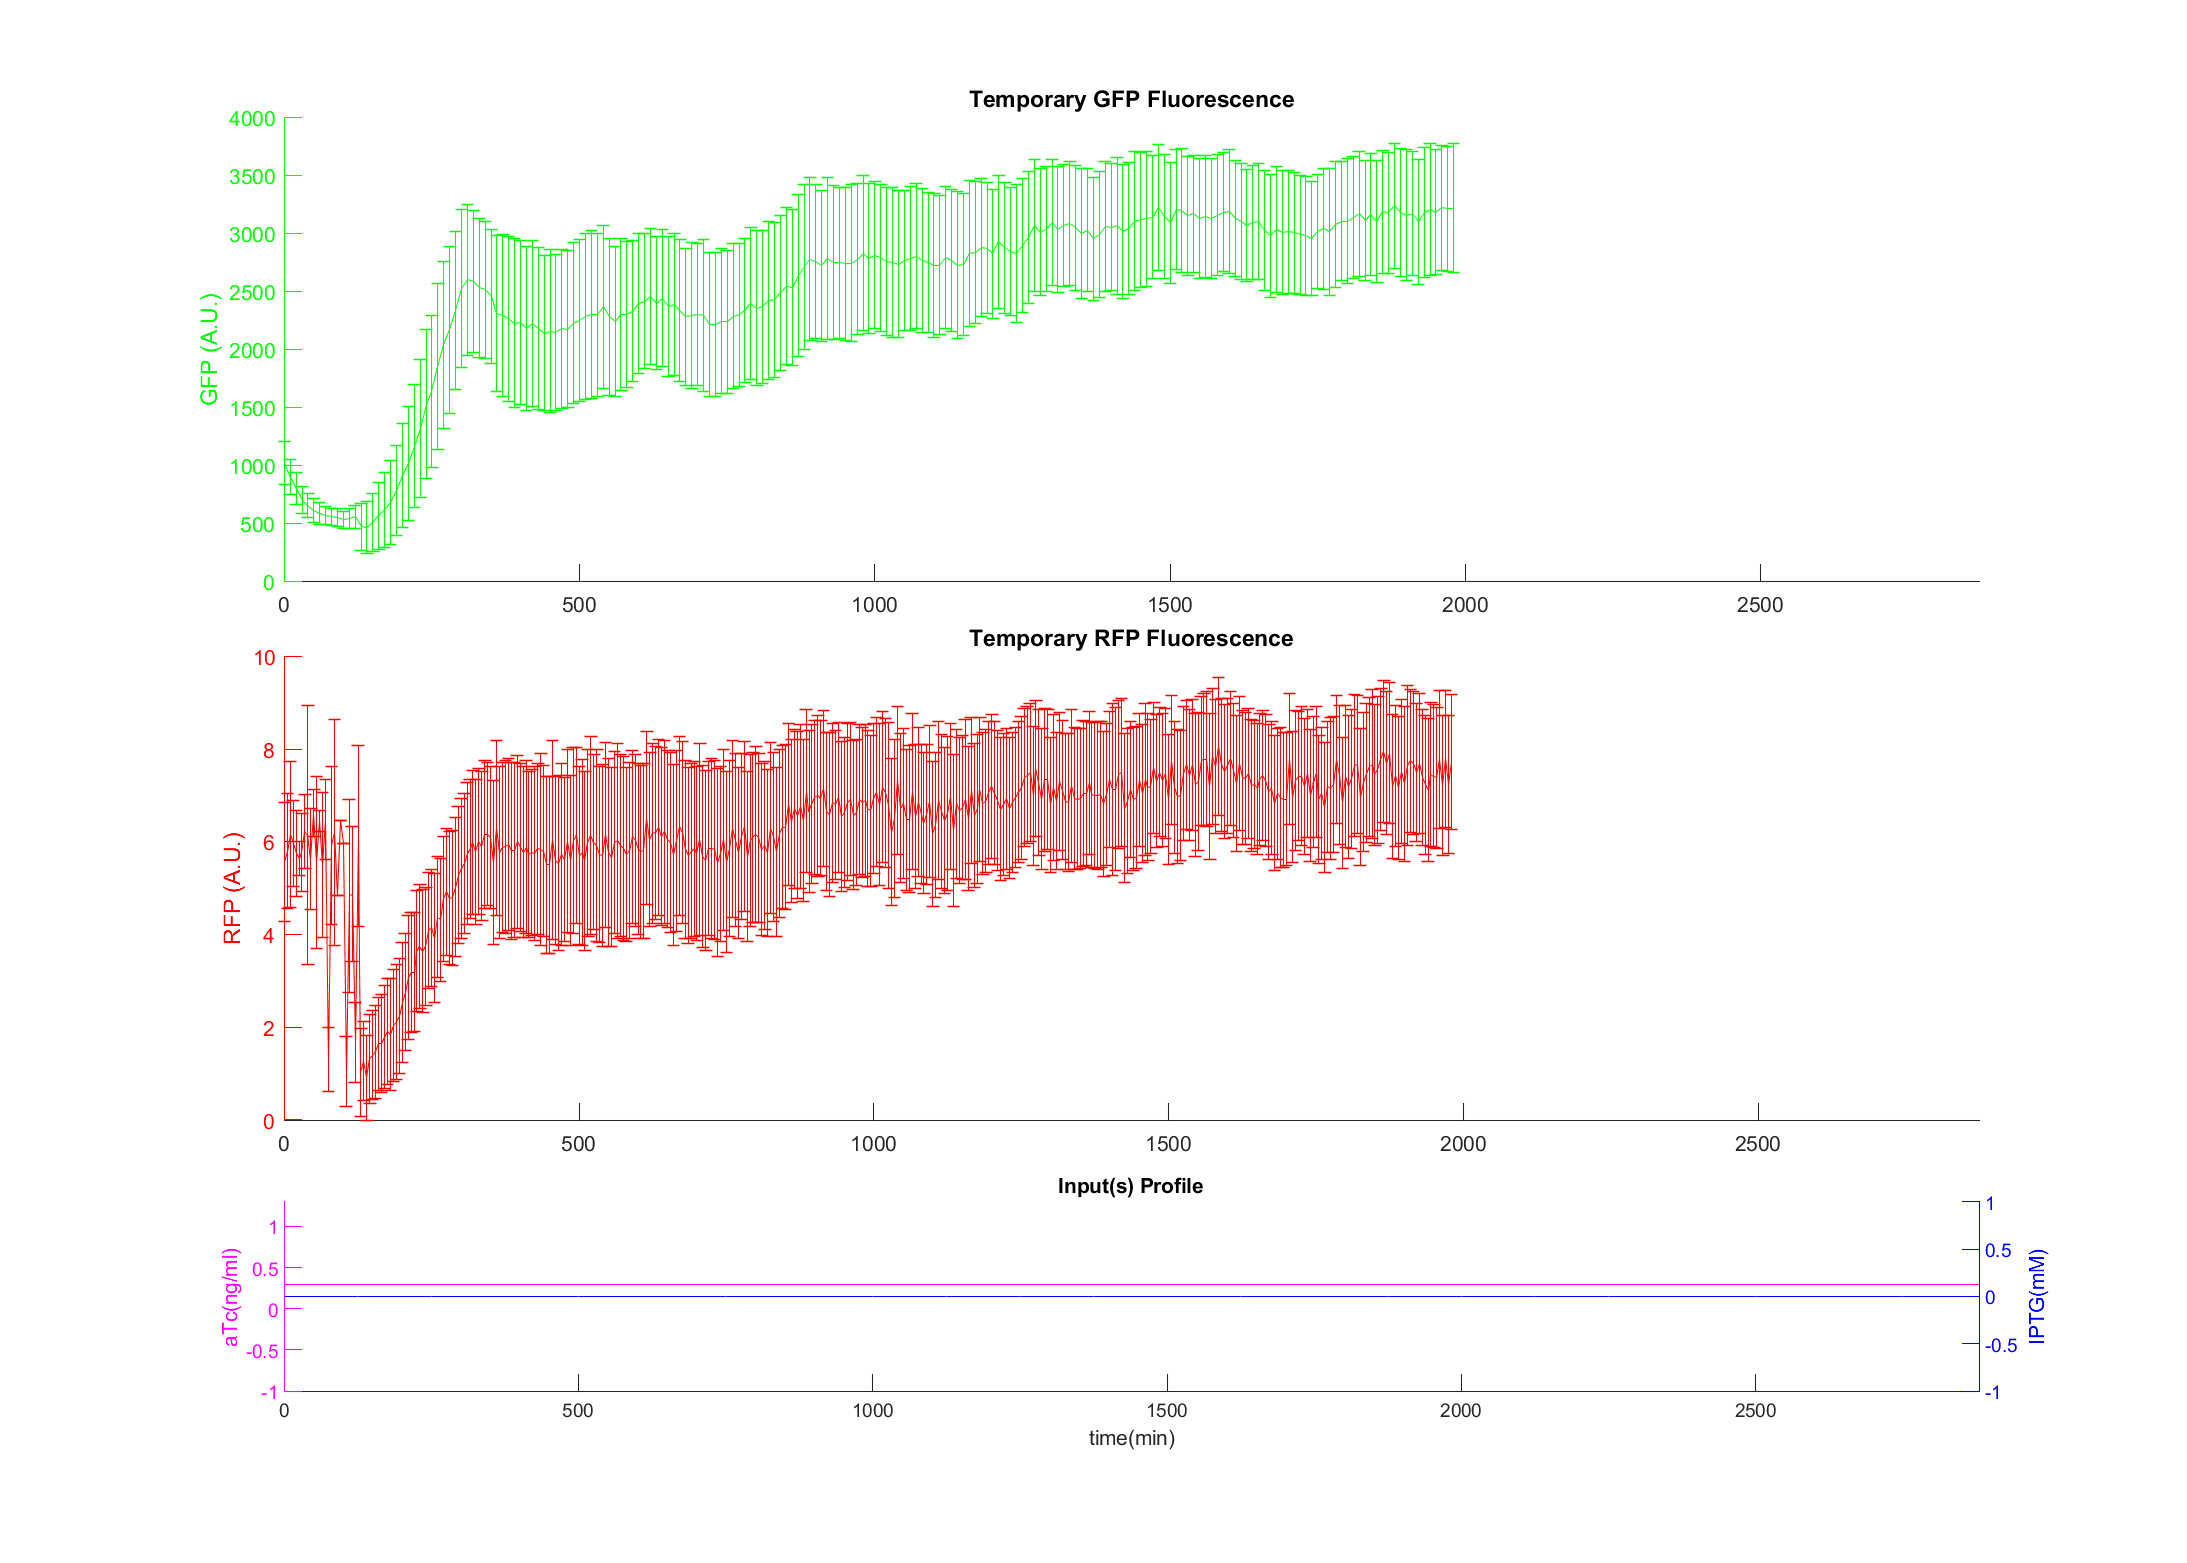 Temporary GFP Fluorescence
4000
3500
3000
2500
2000
1500
1000
500
0
GFP (A.U.)
0 500 1000 1500 2000 2500
Temporary RFP Fluorescence
10
8
6
4
2
0
RFP (A.U.)
0 500 1000 1500 2000 2500
Input(s) Profile
1
0.5
0
-0.5
-1
aTc(ng/ml)
1
0.5
0
-0.5
-1
IPTG(mM)
0 500 1000 1500 2000 2500
time(min)